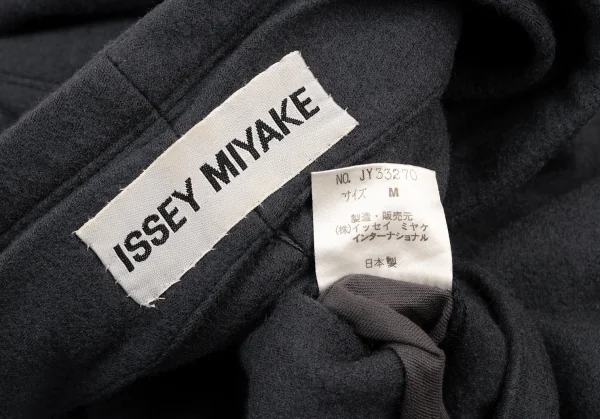 ISSEY MIYAKE
NO. JY33270
サイズ M
製造・販売元
(株)イッセイ ミヤケ
インターナショナル
日本製